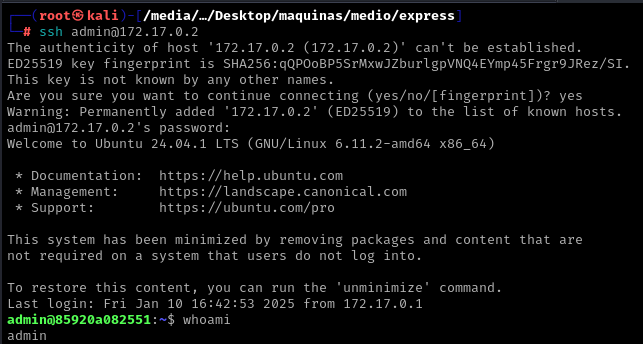 ┌──(root㉿kali)-[/media/…/Desktop/maquinas/medio/express]
└─# ssh admin@172.17.0.2
The authenticity of host '172.17.0.2 (172.17.0.2)' can't be established.
ED25519 key fingerprint is SHA256:qQPOoBP5SrMxwJZburlgpVNQ4EYmp45Frgr9JRez/SI.
This key is not known by any other names.
Are you sure you want to continue connecting (yes/no/[fingerprint])? yes
Warning: Permanently added '172.17.0.2' (ED25519) to the list of known hosts.
admin@172.17.0.2's password:
Welcome to Ubuntu 24.04.1 LTS (GNU/Linux 6.11.2-amd64 x86_64)
* Documentation:  https://help.ubuntu.com
* Management:     https://landscape.canonical.com
* Support:        https://ubuntu.com/pro
This system has been minimized by removing packages and content that are
not required on a system that users do not log into.
To restore this content, you can run the 'unminimize' command.
Last login: Fri Jan 10 16:42:53 2025 from 172.17.0.1
admin@85920a082551:~$ whoami
admin